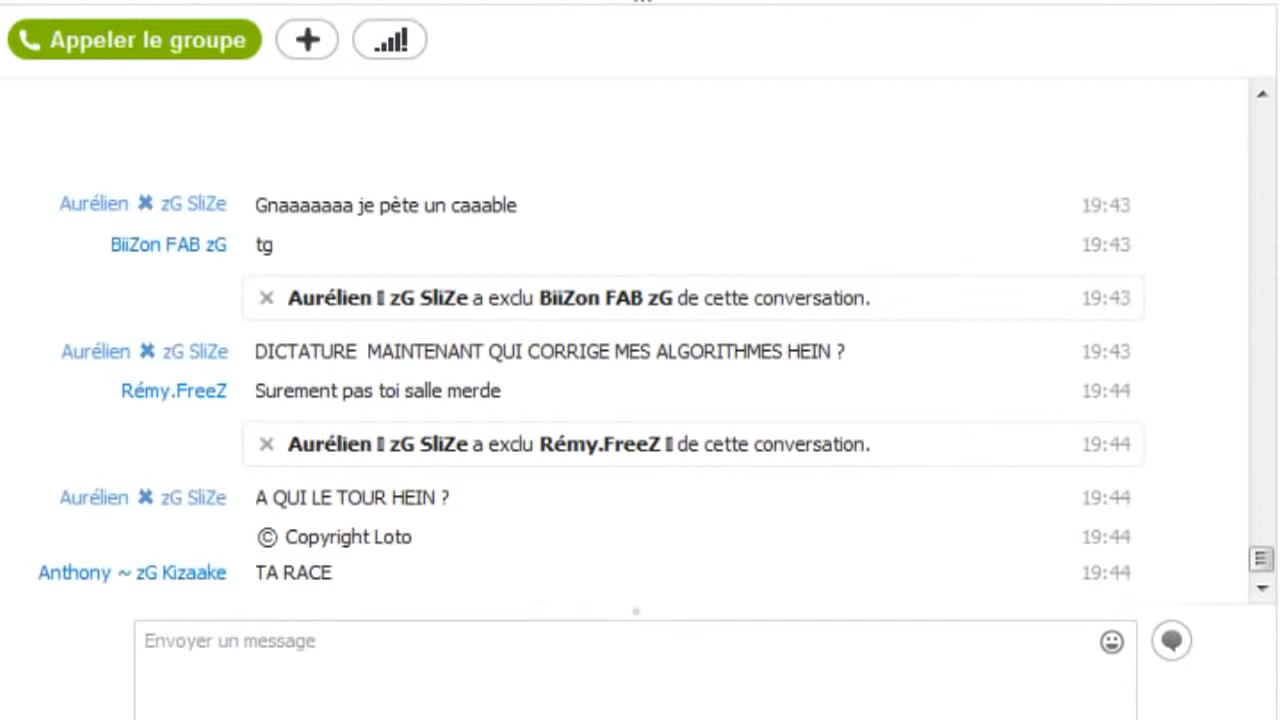 Appeler le groupe
Aurélien ✖ zG SliZe Gnaaaaaaa je pète un caaable 19:43
BiiZon FAB zG tg 19:43
Aurélien ▯ zG SliZe a exclu BiiZon FAB zG de cette conversation. 19:43
Aurélien ✖ zG SliZe DICTATURE MAINTENANT QUI CORRIGE MES ALGORITHMES HEIN ? 19:43
Rémy.FreeZ Surement pas toi salle merde 19:44
Aurélien ▯ zG SliZe a exclu Rémy.FreeZ ▯ de cette conversation. 19:44
Aurélien ✖ zG SliZe A QUI LE TOUR HEIN ? 19:44
© Copyright Loto 19:44
Anthony ~ zG Kizaake TA RACE 19:44
Envoyer un message